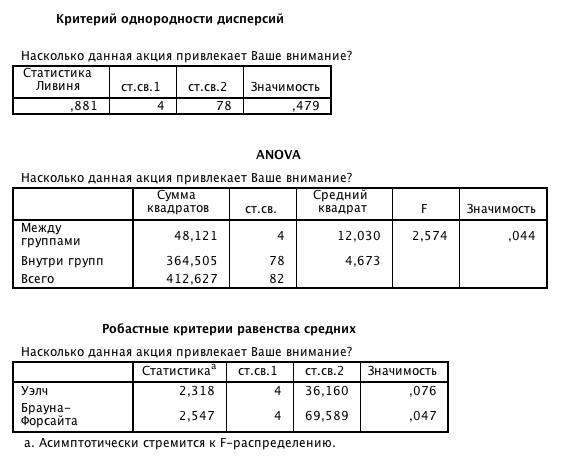 Критерий однородности дисперсий
Насколько данная акция привлекает Ваше внимание?
Статистика
Ливиня ст.св.1 ст.св.2 Значимость
,881 4 78 ,479
ANOVA
Насколько данная акция привлекает Ваше внимание?
Сумма Средний
квадратов ст.св. квадрат F Значимость
Между
группами 48,121 4 12,030 2,574 ,044
Внутри групп 364,505 78 4,673
Всего 412,627 82
Робастные критерии равенства средних
Насколько данная акция привлекает Ваше внимание?
Статистикаa ст.св.1 ст.св.2 Значимость
Уэлч 2,318 4 36,160 ,076
Брауна-
Форсайта 2,547 4 69,589 ,047
a. Асимптотически стремится к F-распределению.